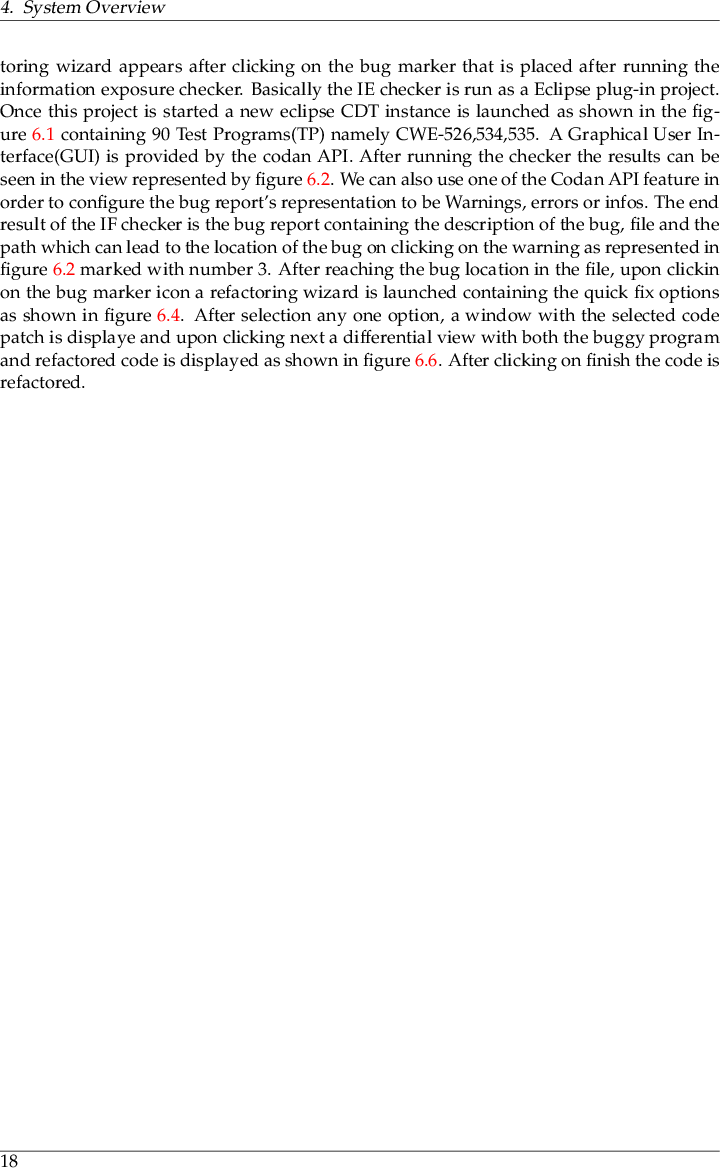 4. System Overview
toring wizard appears after clicking on the bug marker that is placed after running the
information exposure checker. Basically the IE checker is run as a Eclipse plug-in project.
Once this project is started a new eclipse CDT instance is launched as shown in the fig-
ure 6.1 containing 90 Test Programs(TP) namely CWE-526,534,535. A Graphical User In-
terface(GUI) is provided by the codan API. After running the checker the results can be
seen in the view represented by figure 6.2. We can also use one of the Codan API feature in
order to configure the bug report’s representation to be Warnings, errors or infos. The end
result of the IF checker is the bug report containing the description of the bug, file and the
path which can lead to the location of the bug on clicking on the warning as represented in
figure 6.2 marked with number 3. After reaching the bug location in the file, upon clickin
on the bug marker icon a refactoring wizard is launched containing the quick fix options
as shown in figure 6.4. After selection any one option, a window with the selected code
patch is displaye and upon clicking next a differential view with both the buggy program
and refactored code is displayed as shown in figure 6.6. After clicking on finish the code is
refactored.
18